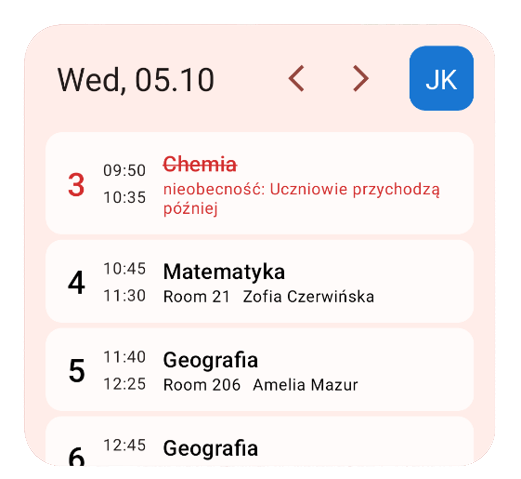 Wed, 05.10
JK
3
09:50
10:35
Chemia
nieobecność: Uczniowie przychodzą
później
4
10:45
11:30
Matematyka
Room 21 Zofia Czerwińska
5
11:40
12:25
Geografia
Room 206 Amelia Mazur
6
12:45
Geografia